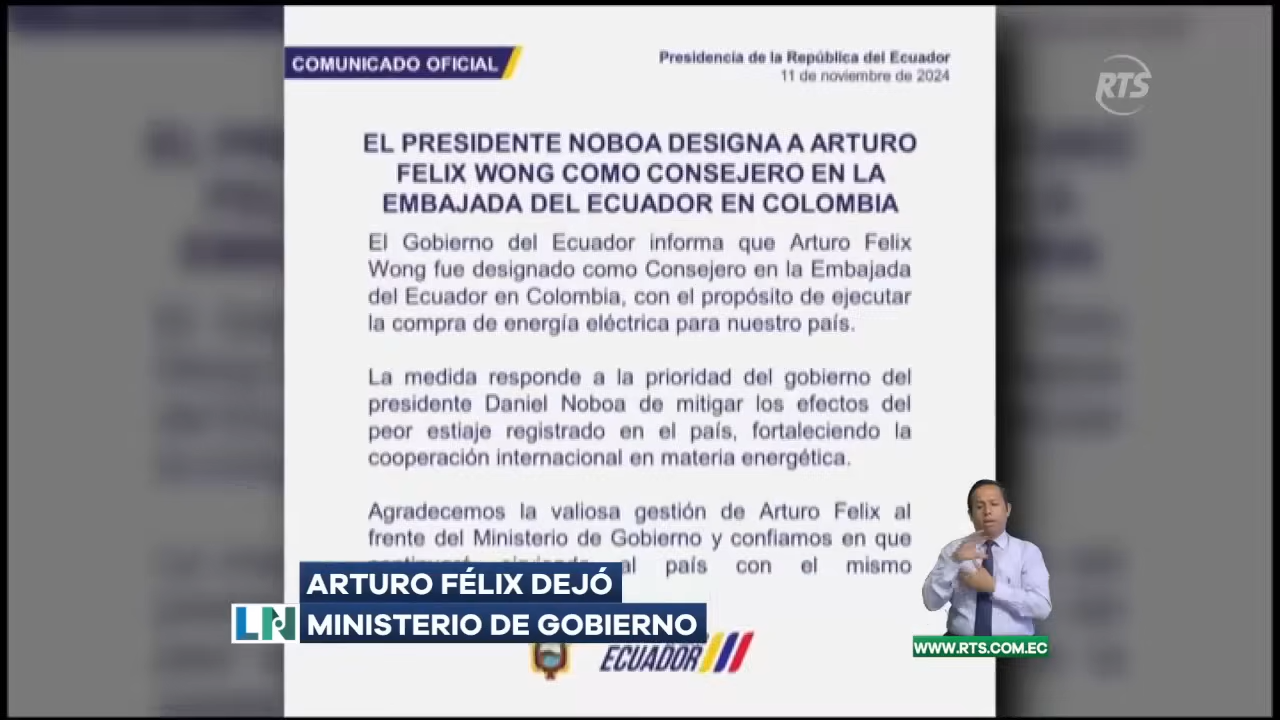 COMUNICADO OFICIAL
Presidencia de la República del Ecuador
11 de noviembre de 2024
RTS
EL PRESIDENTE NOBOA DESIGNA A ARTURO
FELIX WONG COMO CONSEJERO EN LA
EMBAJADA DEL ECUADOR EN COLOMBIA
El Gobierno del Ecuador informa que Arturo Felix
Wong fue designado como Consejero en la Embajada
del Ecuador en Colombia, con el propósito de ejecutar
la compra de energía eléctrica para nuestro país.
La medida responde a la prioridad del gobierno del
presidente Daniel Noboa de mitigar los efectos del
peor estiaje registrado en el país, fortaleciendo la
cooperación internacional en materia energética.
Agradecemos la valiosa gestión de Arturo Felix al
frente del Ministerio de Gobierno y confiamos en que
al país con el mismo
ARTURO FÉLIX DEJÓ
LN MINISTERIO DE GOBIERNO
ECUADOR
WWW.RTS.COM.EC